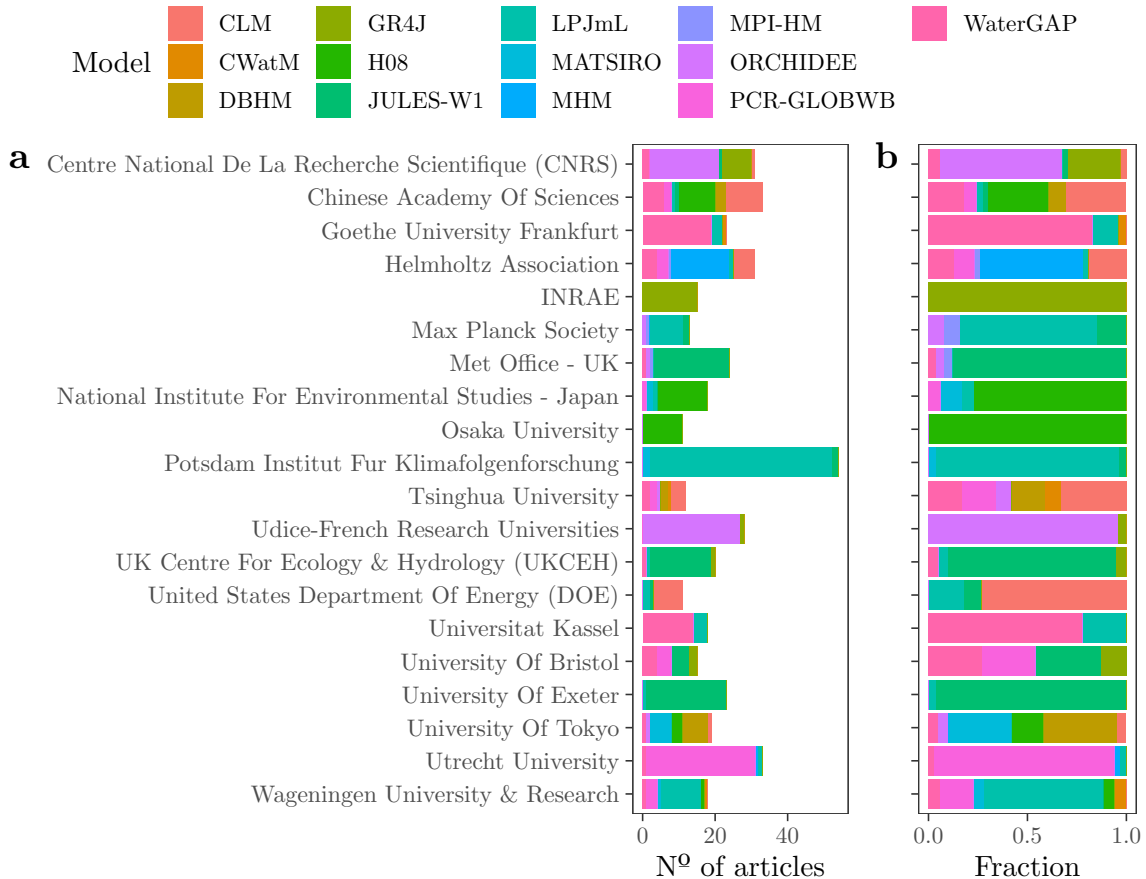 Model
CLM
CWatM
DBHM
GR4J
H08
JULES-W1
LPJmL
MATSIRO
MHM
MPI-HM
ORCHIDEE
PCR-GLOBWB
WaterGAP
a
Centre National De La Recherche Scientifique (CNRS)
Chinese Academy Of Sciences
Goethe University Frankfurt
Helmholtz Association
INRAE
Max Planck Society
Met Office - UK
National Institute For Environmental Studies - Japan
Osaka University
Potsdam Institut Fur Klimafolgenforschung
Tsinghua University
Udice-French Research Universities
UK Centre For Ecology & Hydrology (UKCEH)
United States Department Of Energy (DOE)
Universitat Kassel
University Of Bristol
University Of Exeter
University Of Tokyo
Utrecht University
Wageningen University & Research
0 20 40
Nº of articles
b
0.0 0.5 1.0
Fraction